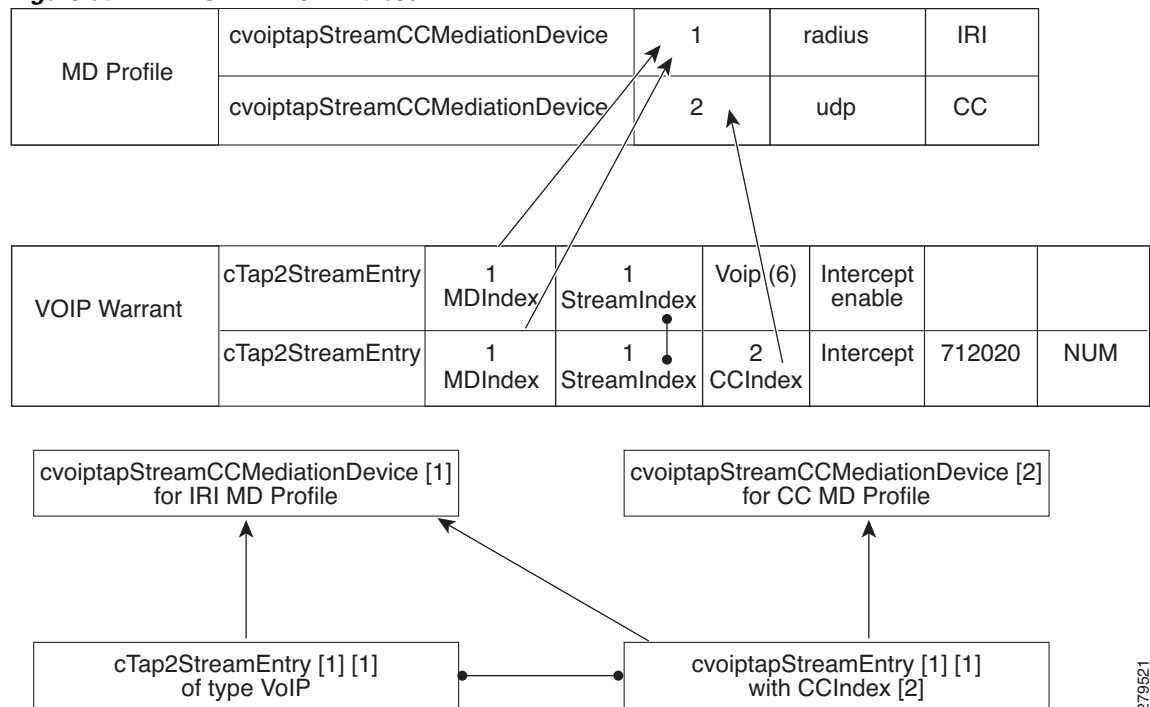 MD Profile
cvoiptapStreamCCMediationDevice 1 radius IRI
cvoiptapStreamCCMediationDevice 2 udp CC
VOIP Warrant
cTap2StreamEntry 1 MDIndex 1 StreamIndex Voip (6) Intercept enable
cTap2StreamEntry 1 MDIndex 1 StreamIndex 2 CCIndex Intercept 712020 NUM
cvoiptapStreamCCMediationDevice [1]
for IRI MD Profile
cvoiptapStreamCCMediationDevice [2]
for CC MD Profile
cTap2StreamEntry [1] [1]
of type VoIP
cvoiptapStreamEntry [1] [1]
with CCIndex [2]
279521